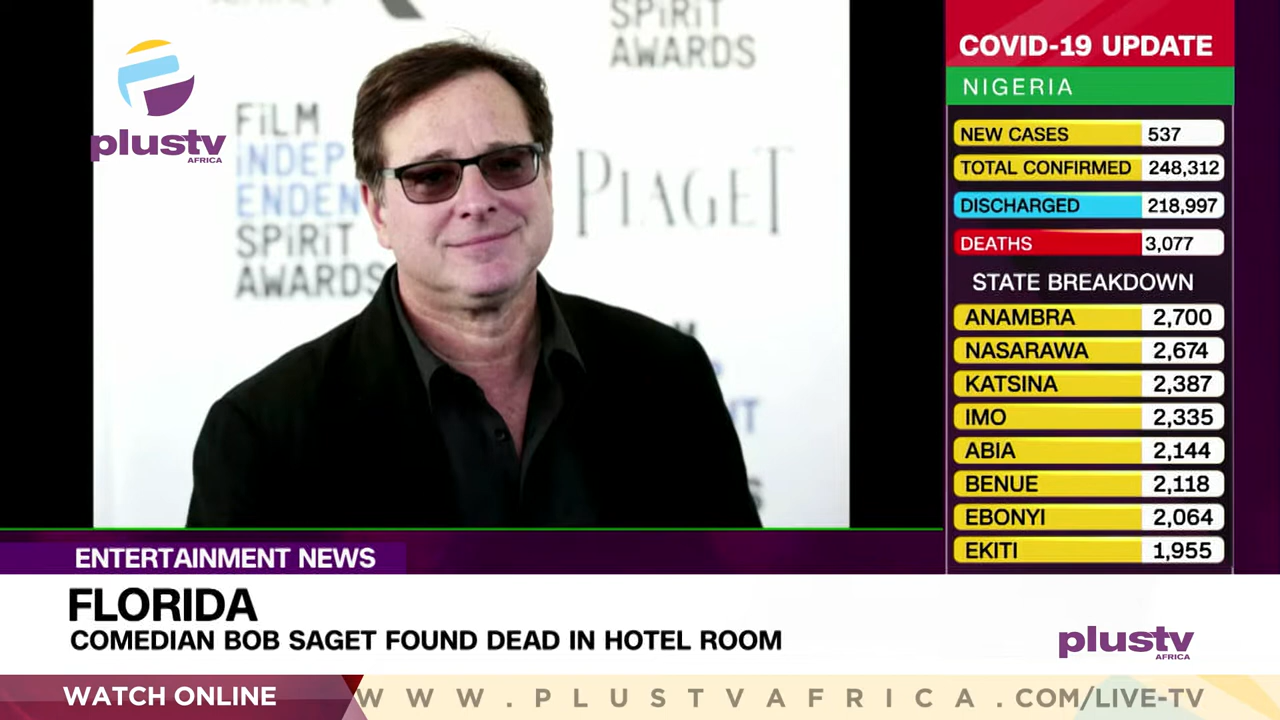 SPIRIT
AWARDS
plustv
AFRICA
FiLM
iNDEP
ENDEN
SPiRiT
AWARDS
PIAGET
COVID-19 UPDATE
NIGERIA
NEW CASES 537
TOTAL CONFIRMED 248,312
DISCHARGED 218,997
DEATHS 3,077
STATE BREAKDOWN
ANAMBRA 2,700
NASARAWA 2,674
KATSINA 2,387
IMO 2,335
ABIA 2,144
BENUE 2,118
EBONYI 2,064
EKITI 1,955
ENTERTAINMENT NEWS
FLORIDA
COMEDIAN BOB SAGET FOUND DEAD IN HOTEL ROOM
plustv
AFRICA
WATCH ONLINE WWW.PLUSTVAFRICA.COM/LIVE-TV